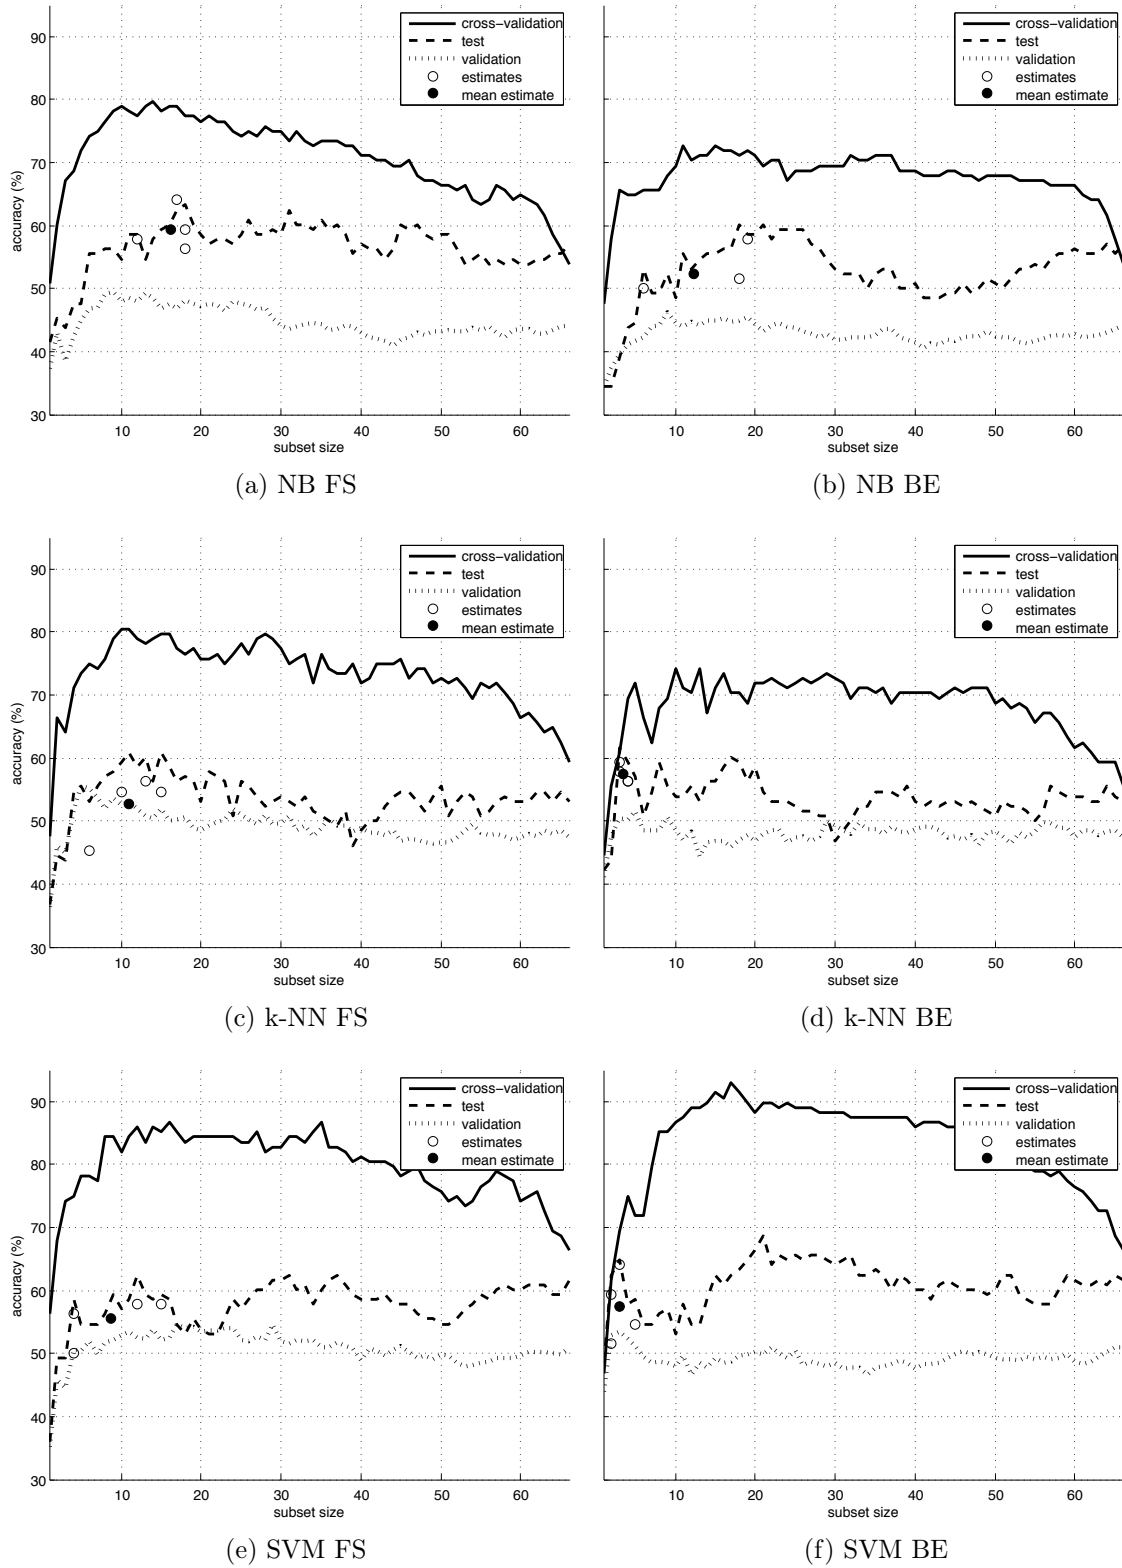 90
80
70
60
50
40
30
accuracy (%)
10 20 30 40 50 60
subset size
cross−validation
test
validation
estimates
mean estimate
(a) NB FS
90
80
70
60
50
40
30
10 20 30 40 50 60
subset size
cross−validation
test
validation
estimates
mean estimate
(b) NB BE
90
80
70
60
50
40
30
accuracy (%)
10 20 30 40 50 60
subset size
cross−validation
test
validation
estimates
mean estimate
(c) k-NN FS
90
80
70
60
50
40
30
10 20 30 40 50 60
subset size
cross−validation
test
validation
estimates
mean estimate
(d) k-NN BE
90
80
70
60
50
40
30
accuracy (%)
10 20 30 40 50 60
subset size
cross−validation
test
validation
estimates
mean estimate
(e) SVM FS
90
80
70
60
50
40
30
10 20 30 40 50 60
subset size
cross−validation
test
validation
estimates
mean estimate
(f) SVM BE